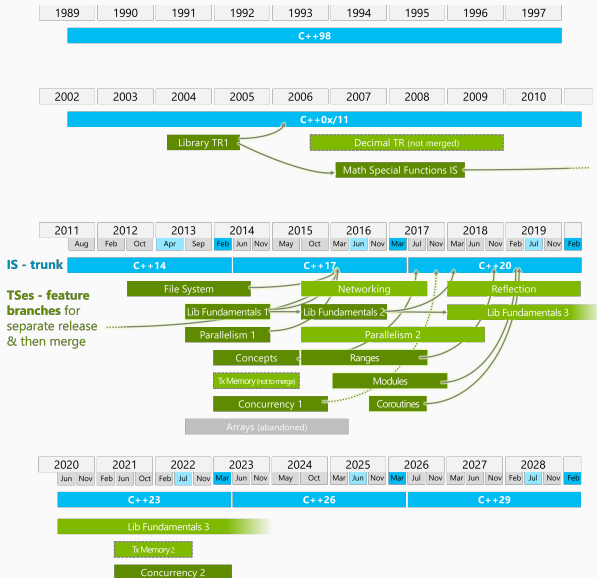 1989 1990 1991 1992 1993 1994 1995 1996 1997
C++98
2002 2003 2004 2005 2006 2007 2008 2009 2010
C++0x/11
Library TR1 Decimal TR (not merged)
Math Special Functions IS
2011 2012 2013 2014 2015 2016 2017 2018 2019
Aug Feb Oct Apr Sep Feb Jun Nov May Oct Mar Jun Nov Mar Jul Nov Mar Jun Nov Feb Jul Nov Feb
IS - trunk C++14 C++17 C++20
File System Networking Reflection
TSes - feature
branches for
separate release
& then merge
Lib Fundamentals 1 Lib Fundamentals 2 Lib Fundamentals 3
Parallelism 1 Parallelism 2
Concepts Ranges
Tx Memory (not to merge) Modules
Concurrency 1 Coroutines
Arrays (abandoned)
2020 2021 2022 2023 2024 2025 2026 2027 2028
Jun Nov Feb Jun Oct Feb Jul Nov Mar Jun Nov May Oct Mar Jun Nov Mar Jul Nov Mar Jun Nov Feb Jul Nov Feb
C++23 C++26 C++29
Lib Fundamentals 3
Tx Memory 2
Concurrency 2